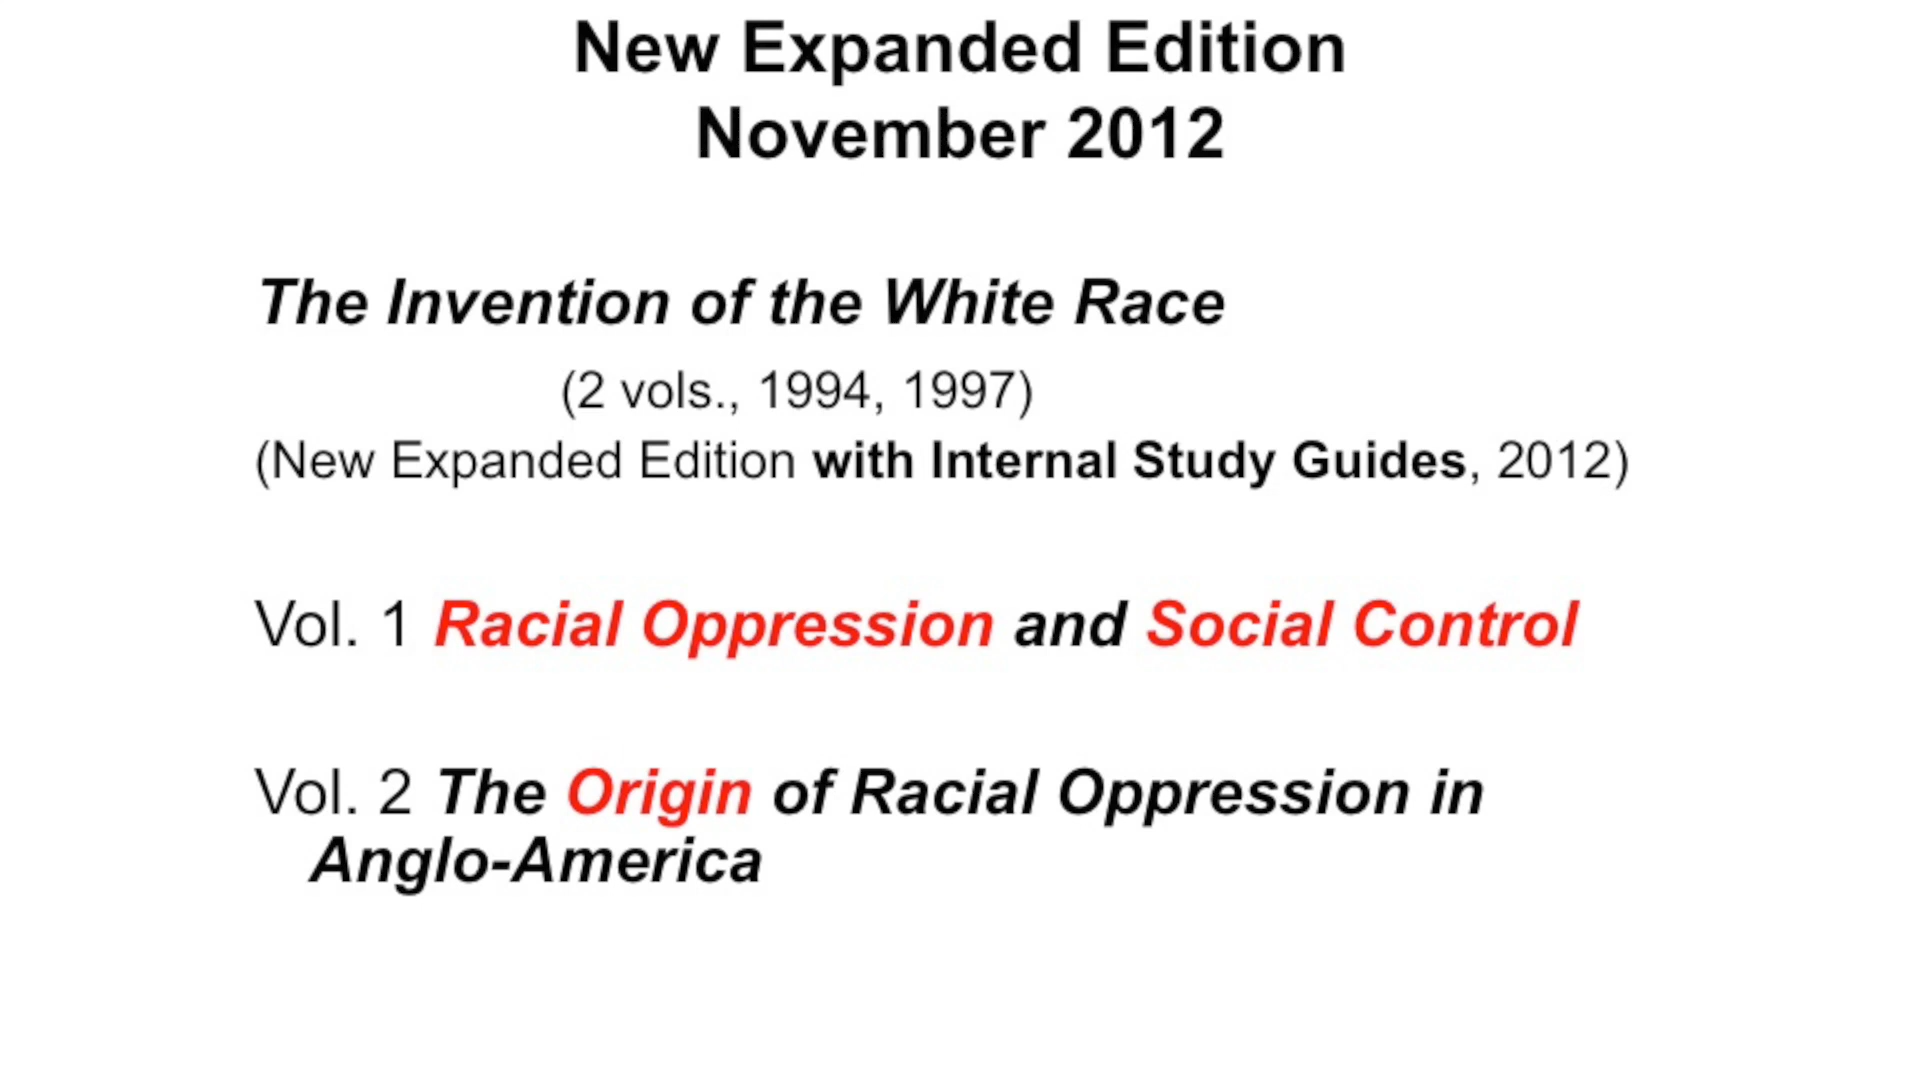 New Expanded Edition
November 2012
The Invention of the White Race
(2 vols., 1994, 1997)
(New Expanded Edition with Internal Study Guides, 2012)
Vol. 1 Racial Oppression and Social Control
Vol. 2 The Origin of Racial Oppression in
Anglo-America